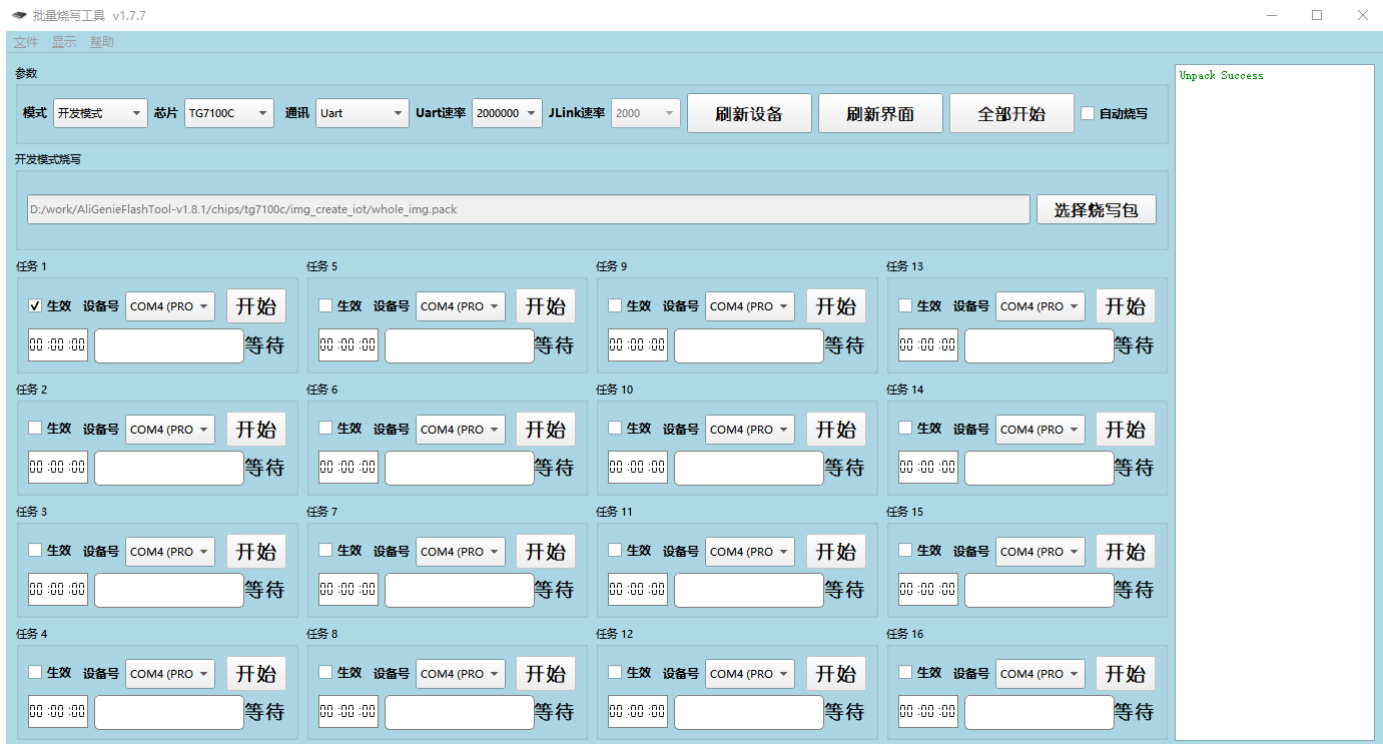 批量烧写工具 v1.7.7
文件 显示 帮助
参数
模式 开发模式 芯片 TG7100C 通讯 Uart Uart速率 2000000 JLink速率 2000 刷新设备 刷新界面 全部开始 自动烧写
Unpack Success
开发模式烧写
D:/work/AliGenieFlashTool-v1.8.1/chips/tg7100c/img_create_iot/whole_img.pack 选择烧写包
任务 1 任务 5 任务 9 任务 13
生效 设备号 COM4 (PRO 开始 生效 设备号 COM4 (PRO 开始 生效 设备号 COM4 (PRO 开始 生效 设备号 COM4 (PRO 开始
00:00:00 等待 00:00:00 等待 00:00:00 等待 00:00:00 等待
任务 2 任务 6 任务 10 任务 14
生效 设备号 COM4 (PRO 开始 生效 设备号 COM4 (PRO 开始 生效 设备号 COM4 (PRO 开始 生效 设备号 COM4 (PRO 开始
00:00:00 等待 00:00:00 等待 00:00:00 等待 00:00:00 等待
任务 3 任务 7 任务 11 任务 15
生效 设备号 COM4 (PRO 开始 生效 设备号 COM4 (PRO 开始 生效 设备号 COM4 (PRO 开始 生效 设备号 COM4 (PRO 开始
00:00:00 等待 00:00:00 等待 00:00:00 等待 00:00:00 等待
任务 4 任务 8 任务 12 任务 16
生效 设备号 COM4 (PRO 开始 生效 设备号 COM4 (PRO 开始 生效 设备号 COM4 (PRO 开始 生效 设备号 COM4 (PRO 开始
00:00:00 等待 00:00:00 等待 00:00:00 等待 00:00:00 等待